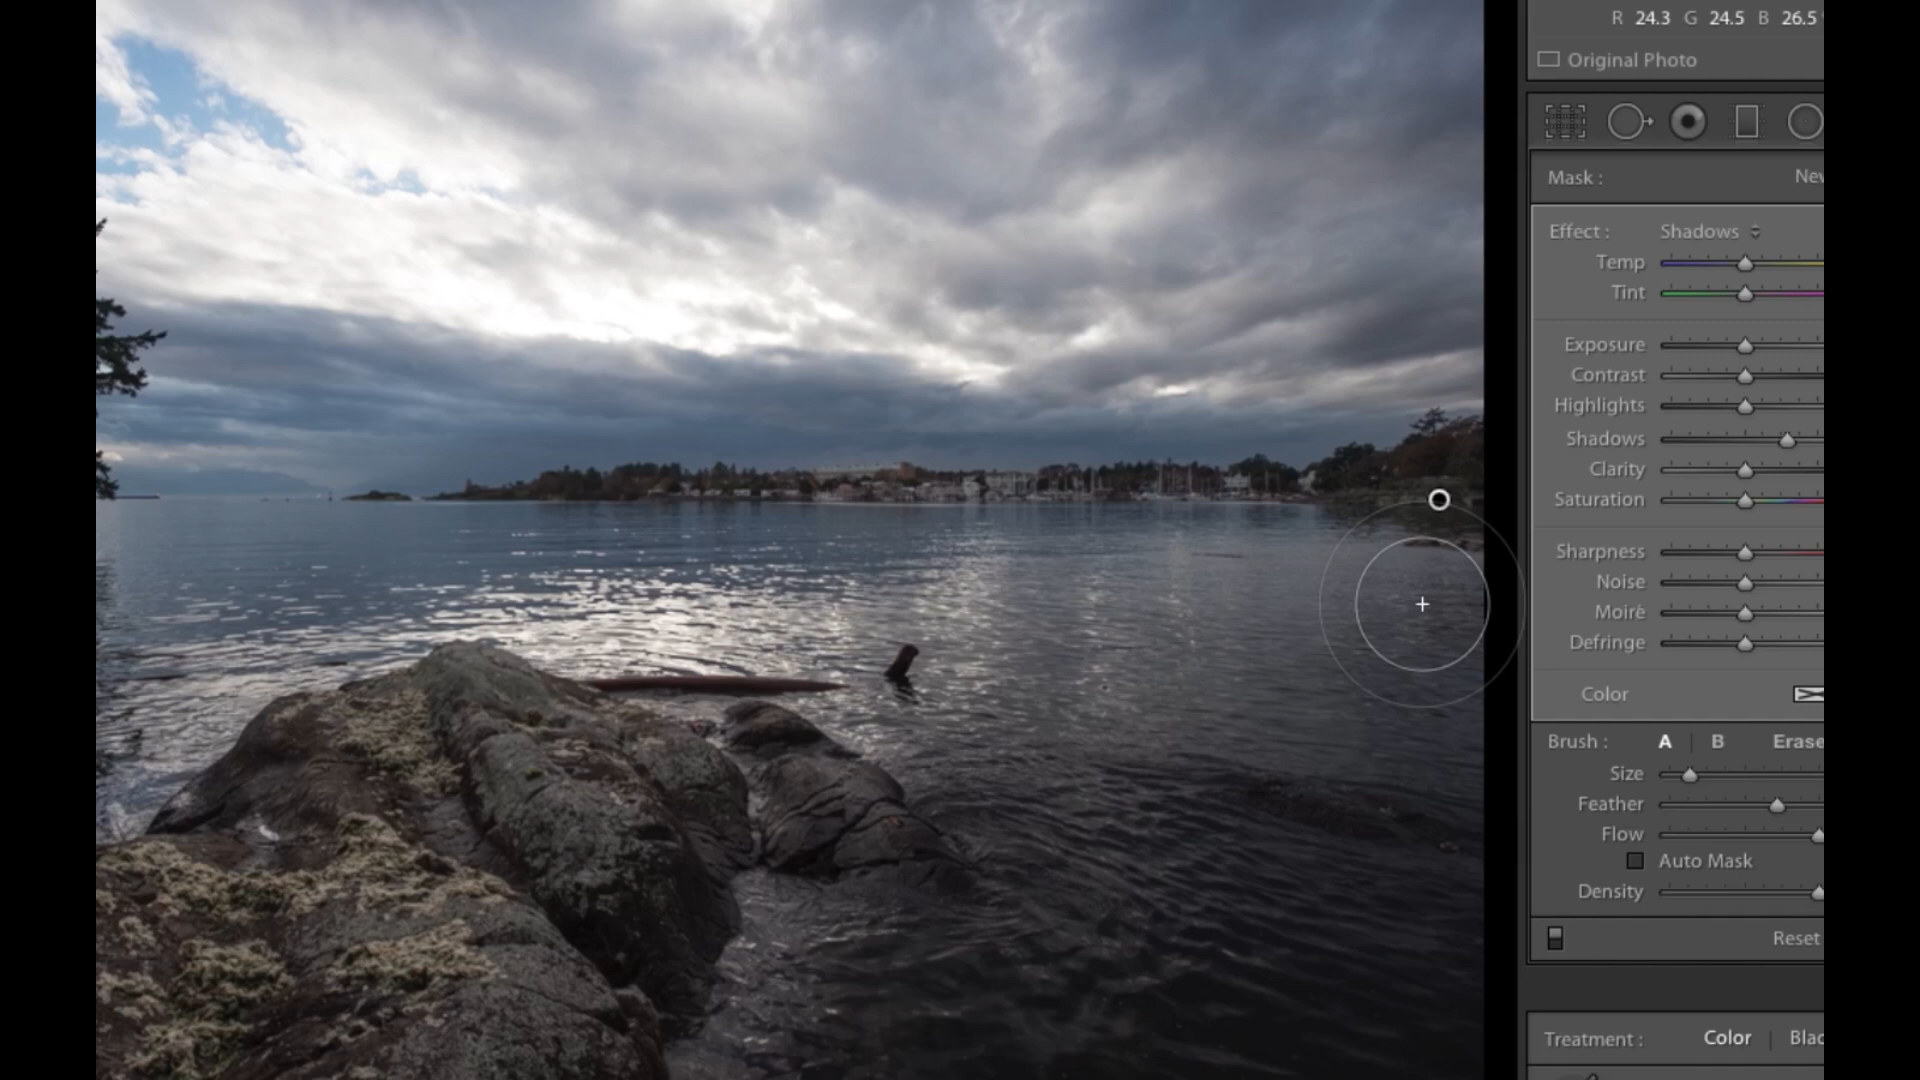 R 24.3 G 24.5 B 26.5
Original Photo
Mask :
Effect : Shadows
Temp
Tint
Exposure
Contrast
Highlights
Shadows
Clarity
Saturation
Sharpness
Noise
Moiré
Defringe
Color
Brush : A | B Erase
Size
Feather
Flow
Auto Mask
Density
Reset
Treatment : Color |